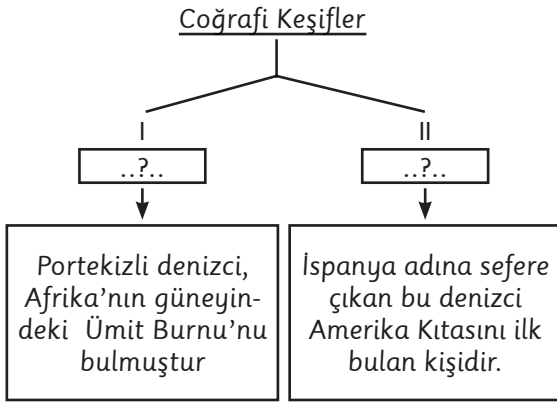 Coğrafi Keşifler
I
II
..?..
..?..
Portekizli denizci,
Afrika’nın güneyin-
deki Ümit Burnu’nu
bulmuştur
İspanya adına sefere
çıkan bu denizci
Amerika Kıtasını ilk
bulan kişidir.